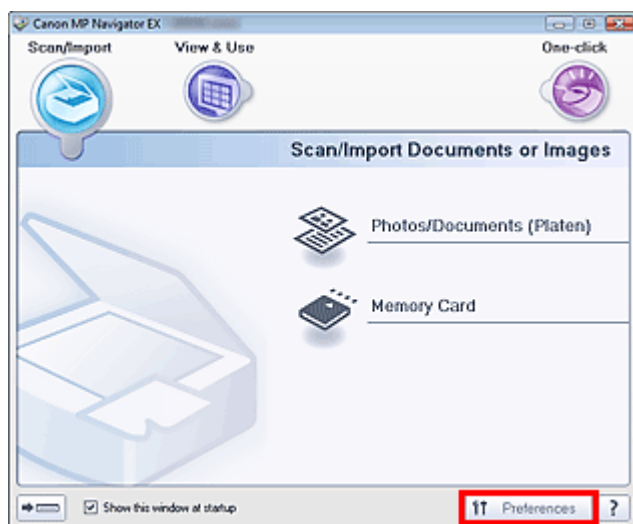 Canon MP Navigator EX
Scan/Import View & Use One-click
Scan/Import Documents or Images
Photos/Documents (Platen)
Memory Card
Show this window at startup
Preferences ?